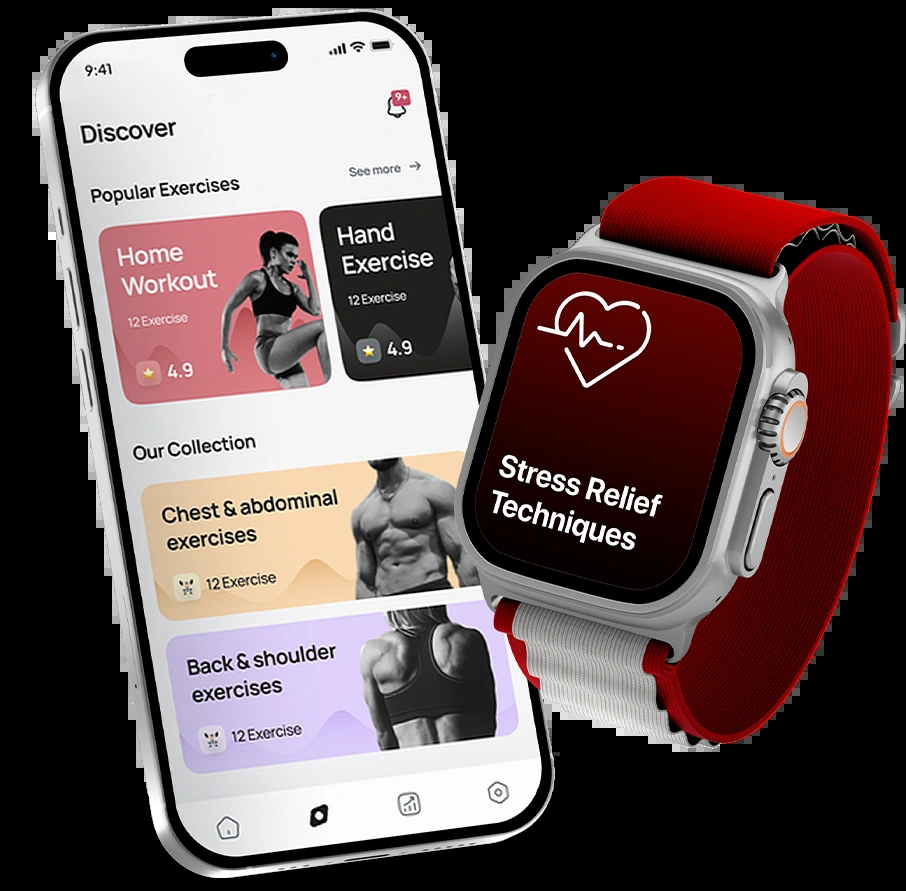 9:41
9+
Discover
See more
Popular Exercises
Home
Workout
12 Exercise
4.9
Hand
Exercise
12 Exercise
4.9
Our Collection
Chest & abdominal
exercises
12 Exercise
Back & shoulder
exercises
12 Exercise
Stress Relief
Techniques